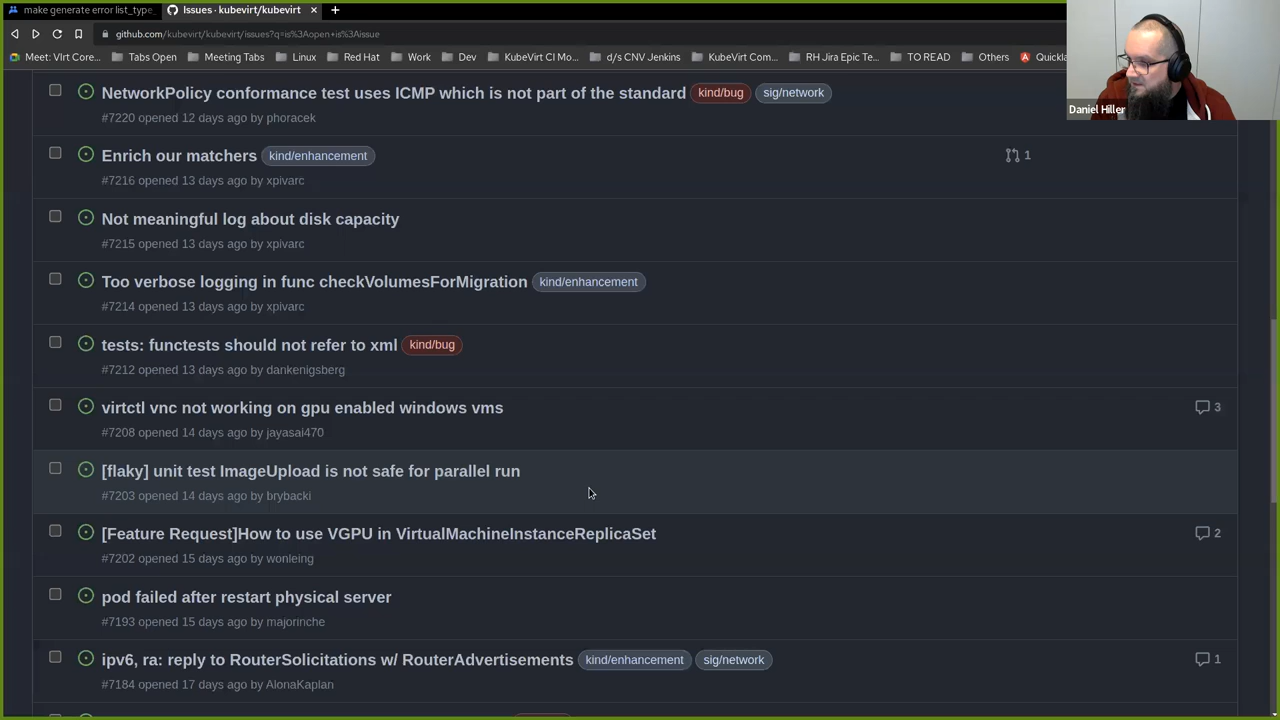 make generate error list_type_
Issues · kubevirt/kubevirt
github.com/kubevirt/kubevirt/issues?q=is%3Aopen+is%3Aissue
Meet: VIrt Core... Tabs Open Meeting Tabs Linux Red Hat Work Dev KubeVirt CI Mo... d/s CNV Jenkins KubeVirt Com... RH Jira Epic Te... TO READ Others Quickla
Daniel Hiller
NetworkPolicy conformance test uses ICMP which is not part of the standard kind/bug sig/network
#7220 opened 12 days ago by phoracek
Enrich our matchers kind/enhancement 1
#7216 opened 13 days ago by xpivarc
Not meaningful log about disk capacity
#7215 opened 13 days ago by xpivarc
Too verbose logging in func checkVolumesForMigration kind/enhancement
#7214 opened 13 days ago by xpivarc
tests: functests should not refer to xml kind/bug
#7212 opened 13 days ago by dankenigsberg
virtctl vnc not working on gpu enabled windows vms 3
#7208 opened 14 days ago by jayasai470
[flaky] unit test ImageUpload is not safe for parallel run
#7203 opened 14 days ago by brybacki
[Feature Request]How to use VGPU in VirtualMachineInstanceReplicaSet 2
#7202 opened 15 days ago by wonleing
pod failed after restart physical server
#7193 opened 15 days ago by majorinche
ipv6, ra: reply to RouterSolicitations w/ RouterAdvertisements kind/enhancement sig/network 1
#7184 opened 17 days ago by AlonaKaplan